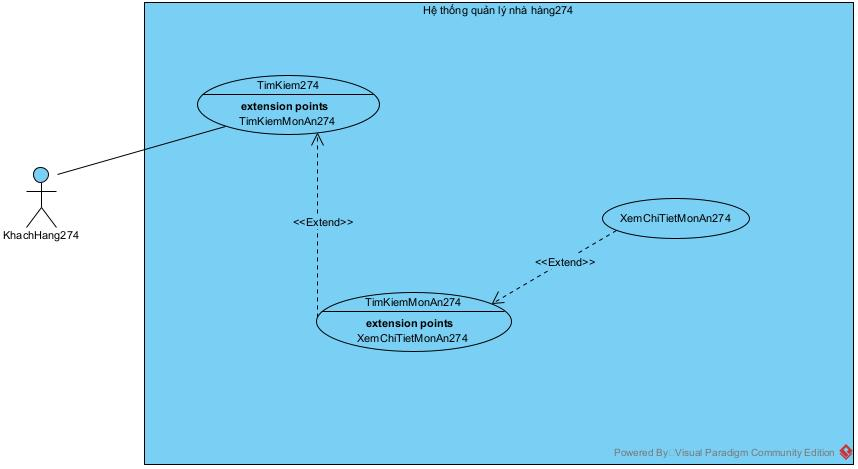 Hệ thống quản lý nhà hàng274
TimKiem274
extension points
TimKiemMonAn274
KhachHang274
<<Extend>>
XemChiTietMonAn274
<<Extend>>
TimKiemMonAn274
extension points
XemChiTietMonAn274
Powered By: Visual Paradigm Community Edition